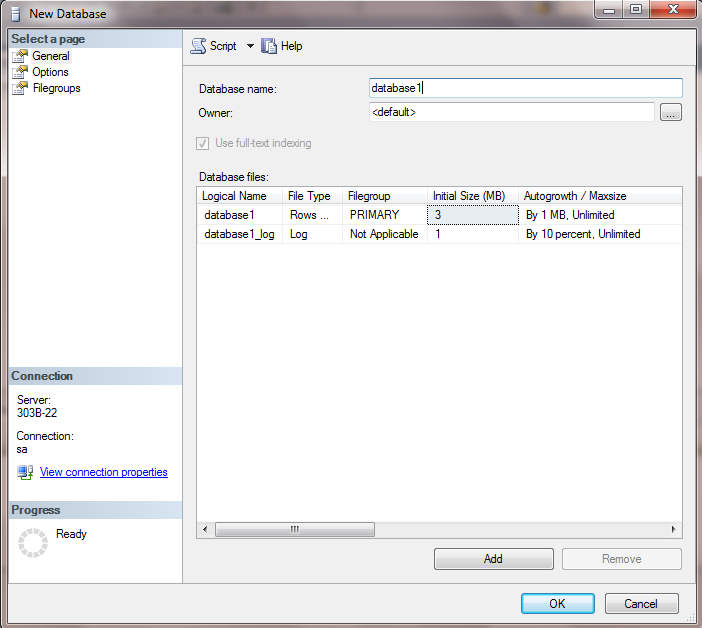 New Database
Select a page
General
Options
Filegroups
Script Help
Database name: database1
Owner: <default> ...
Use full-text indexing
Database files:
Logical Name File Type Filegroup Initial Size (MB) Autogrowth / Maxsize
database1 Rows ... PRIMARY 3 By 1 MB, Unlimited
database1_log Log Not Applicable 1 By 10 percent, Unlimited
Connection
Server:
303B-22
Connection:
sa
View connection properties
Progress
Ready
Add Remove
OK Cancel